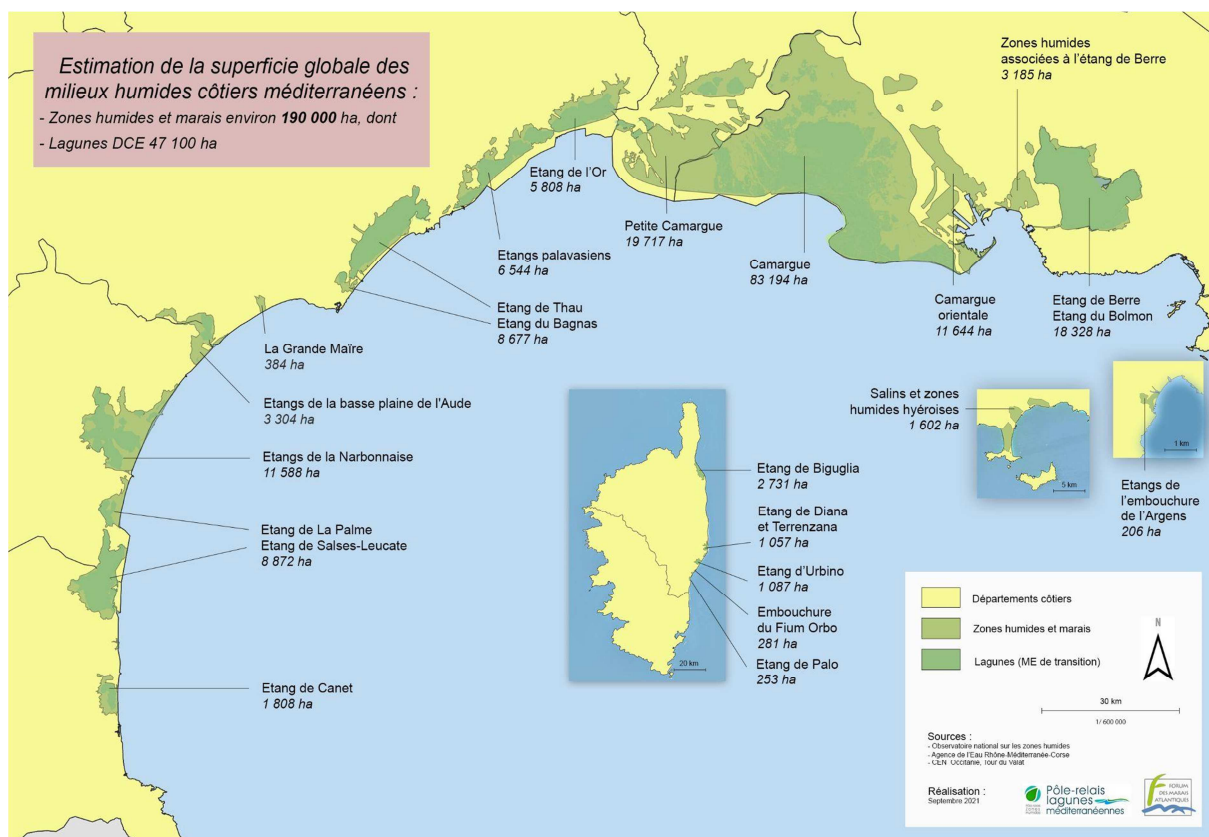 Estimation de la superficie globale des
milieux humides côtiers méditerranéens :
- Zones humides et marais environ 190 000 ha, dont
- Lagunes DCE 47 100 ha
Zones humides
associées à l'étang de Berre
3 185 ha
Etang de l'Or
5 808 ha
Petite Camargue
19 717 ha
Etangs palavasiens
6 544 ha
Camargue
83 194 ha
Etang de Thau
Etang du Bagnas
8 677 ha
Camargue
orientale
11 644 ha
Etang de Berre
Etang du Bolmon
18 328 ha
La Grande Maïre
384 ha
Etangs de la basse plaine de l'Aude
3 304 ha
Etangs de la Narbonnaise
11 588 ha
Etang de La Palme
Etang de Salses-Leucate
8 872 ha
Etang de Canet
1 808 ha
Etang de Biguglia
2 731 ha
Etang de Diana
et Terrenzana
1 057 ha
Etang d'Urbino
1 087 ha
Embouchure
du Fium Orbo
281 ha
Etang de Palo
253 ha
20 km
Salins et zones
humides hyéroises
1 602 ha
5 km
1 km
Etangs de
l'embouchure
de l'Argens
206 ha
Départements côtiers
Zones humides et marais
Lagunes (ME de transition)
N
30 km
1/ 600 000
Sources :
- Observatoire national sur les zones humides
- Agence de l'Eau Rhône-Méditerranée-Corse
- CEN Occitanie, Tour du Valat
Réalisation :
Septembre 2021
Pôle-relais
lagunes
méditerranéennes
FORUM
DES MARAIS
ATLANTIQUES